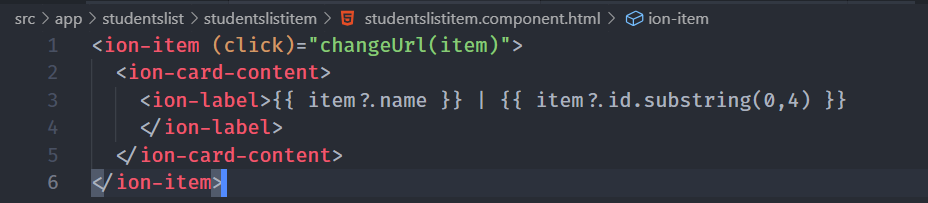 src > app > studentslist > studentslistitem > studentslistitem.component.html > ion-item
1 <ion-item (click)="changeUrl(item)">
2 <ion-card-content>
3 <ion-label>{{ item?.name }} | {{ item?.id.substring(0,4) }}
4 </ion-label>
5 </ion-card-content>
6 </ion-item>